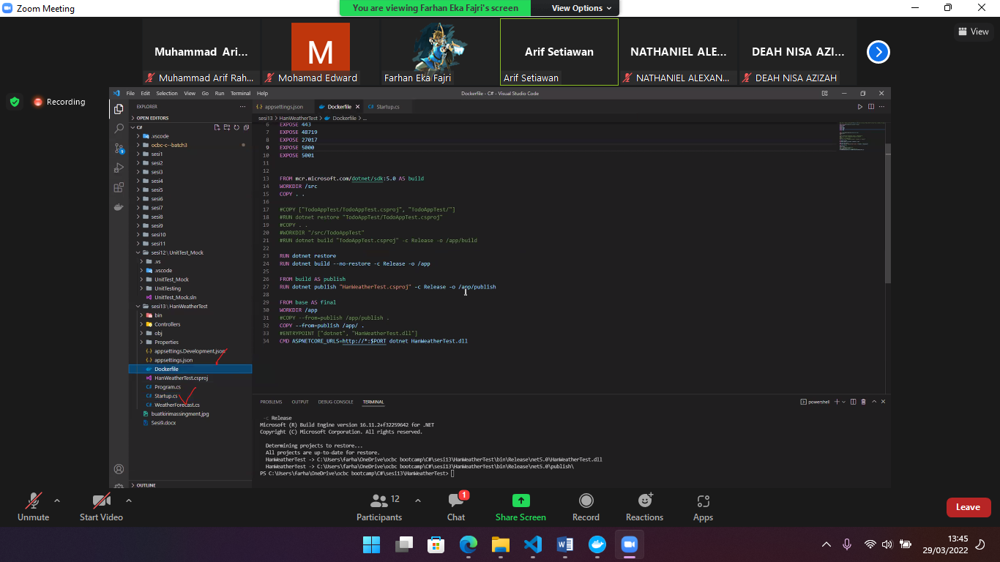 Zoom Meeting
You are viewing Farhan Eka Fajri's screen
View Options
Muhammad Ari...
M
Arif Setiawan
NATHANIEL ALE...
DEAH NISA AZI...
View
Muhammad Arif Rah...
Mohamad Edward
Farhan Eka Fajri
Arif Setiawan
NATHANIEL ALEXAN...
DEAH NISA AZIZAH
Recording
File Edit Selection View Go Run Terminal Help
Dockerfile - C# - Visual Studio Code
EXPLORER
OPEN EDITORS
C#
.vscode
ocbc-c--batch3
sesi1
sesi2
sesi3
sesi4
sesi5
sesi6
sesi7
sesi8
sesi9
sesi10
sesi11
sesi12 \ UnitTest_Mock
.vs
.vscode
UnitTest_Mock
UnitTesting
UnitTest_Mock.sln
sesi13 \ HanWeatherTest
bin
Controllers
obj
Properties
appsettings.Development.json
appsettings.json
Dockerfile
HanWeatherTest.csproj
Program.cs
Startup.cs
WeatherForecast.cs
buatkirimassingment.jpg
Sesi9.docx
OUTLINE
appsettings.json
Dockerfile
Startup.cs
sesi13 > HanWeatherTest > Dockerfile > ...
6 EXPOSE 443
7 EXPOSE 48719
8 EXPOSE 27017
9 EXPOSE 5000
10 EXPOSE 5001
11
12
13 FROM mcr.microsoft.com/dotnet/sdk:5.0 AS build
14 WORKDIR /src
15 COPY . .
16
17 #COPY ["TodoAppTest/TodoAppTest.csproj", "TodoAppTest/"]
18 #RUN dotnet restore "TodoAppTest/TodoAppTest.csproj"
19 #COPY . .
20 #WORKDIR "/src/TodoAppTest"
21 #RUN dotnet build "TodoAppTest.csproj" -c Release -o /app/build
22
23 RUN dotnet restore
24 RUN dotnet build --no-restore -c Release -o /app
25
26 FROM build AS publish
27 RUN dotnet publish "HanWeatherTest.csproj" -c Release -o /app/publish
28
29 FROM base AS final
30 WORKDIR /app
31 #COPY --from=publish /app/publish .
32 COPY --from=publish /app/ .
33 #ENTRYPOINT ["dotnet", "HanWeatherTest.dll"]
34 CMD ASPNETCORE_URLS=http://*:$PORT dotnet HanWeatherTest.dll
PROBLEMS OUTPUT DEBUG CONSOLE TERMINAL
powershell
-c Release
Microsoft (R) Build Engine version 16.11.2+f32259642 for .NET
Copyright (C) Microsoft Corporation. All rights reserved.
Determining projects to restore...
All projects are up-to-date for restore.
HanWeatherTest -> C:\Users\farha\OneDrive\ocbc bootcamp\C#\sesi13\HanWeatherTest\bin\Release\net5.0\HanWeatherTest.dll
HanWeatherTest -> C:\Users\farha\OneDrive\ocbc bootcamp\C#\sesi13\HanWeatherTest\bin\Release\net5.0\publish\
PS C:\Users\farha\OneDrive\ocbc bootcamp\C#\sesi13\HanWeatherTest>
Unmute
Start Video
12
Participants
1
Chat
Share Screen
Record
Reactions
Apps
Leave
13:45
29/03/2022